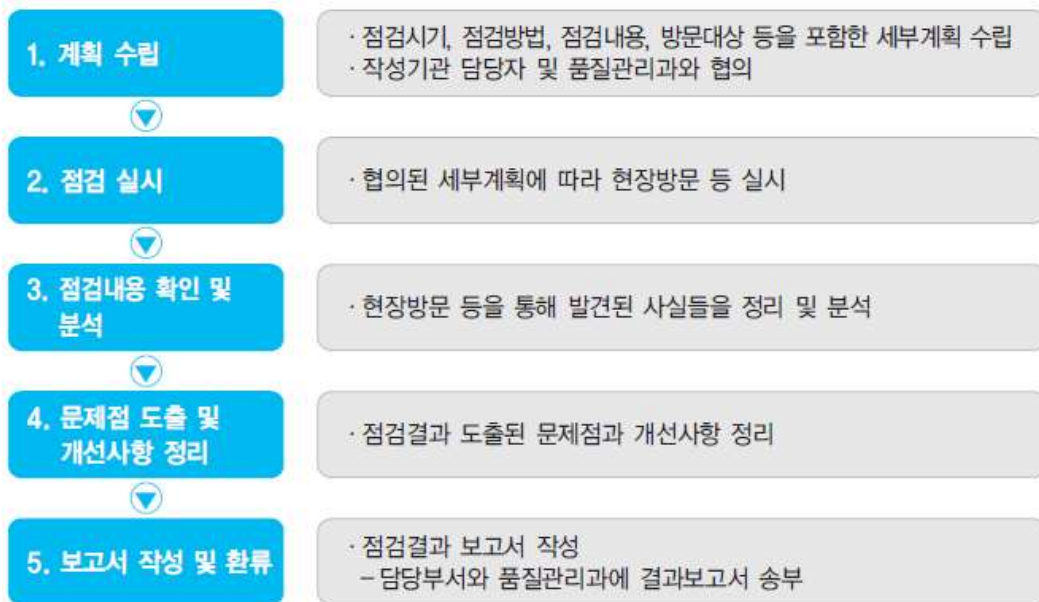 1. 계획 수립
· 점검시기, 점검방법, 점검내용, 방문대상 등을 포함한 세부계획 수립
· 작성기관 담당자 및 품질관리과와 협의
2. 점검 실시
· 협의된 세부계획에 따라 현장방문 등 실시
3. 점검내용 확인 및
분석
· 현장방문 등을 통해 발견된 사실들을 정리 및 분석
4. 문제점 도출 및
개선사항 정리
· 점검결과 도출된 문제점과 개선사항 정리
5. 보고서 작성 및 환류
· 점검결과 보고서 작성
– 담당부서와 품질관리과에 결과보고서 송부